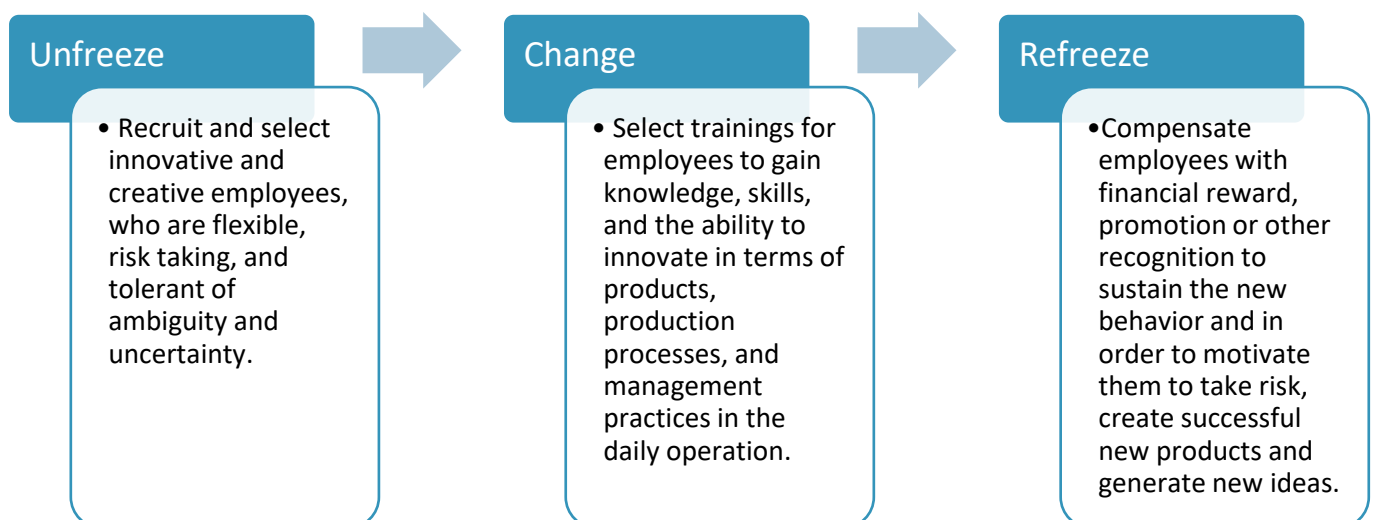 Unfreeze
• Recruit and select
innovative and
creative employees,
who are flexible,
risk taking, and
tolerant of
ambiguity and
uncertainty.
Change
• Select trainings for
employees to gain
knowledge, skills,
and the ability to
innovate in terms of
products,
production
processes, and
management
practices in the
daily operation.
Refreeze
•Compensate
employees with
financial reward,
promotion or other
recognition to
sustain the new
behavior and in
order to motivate
them to take risk,
create successful
new products and
generate new ideas.